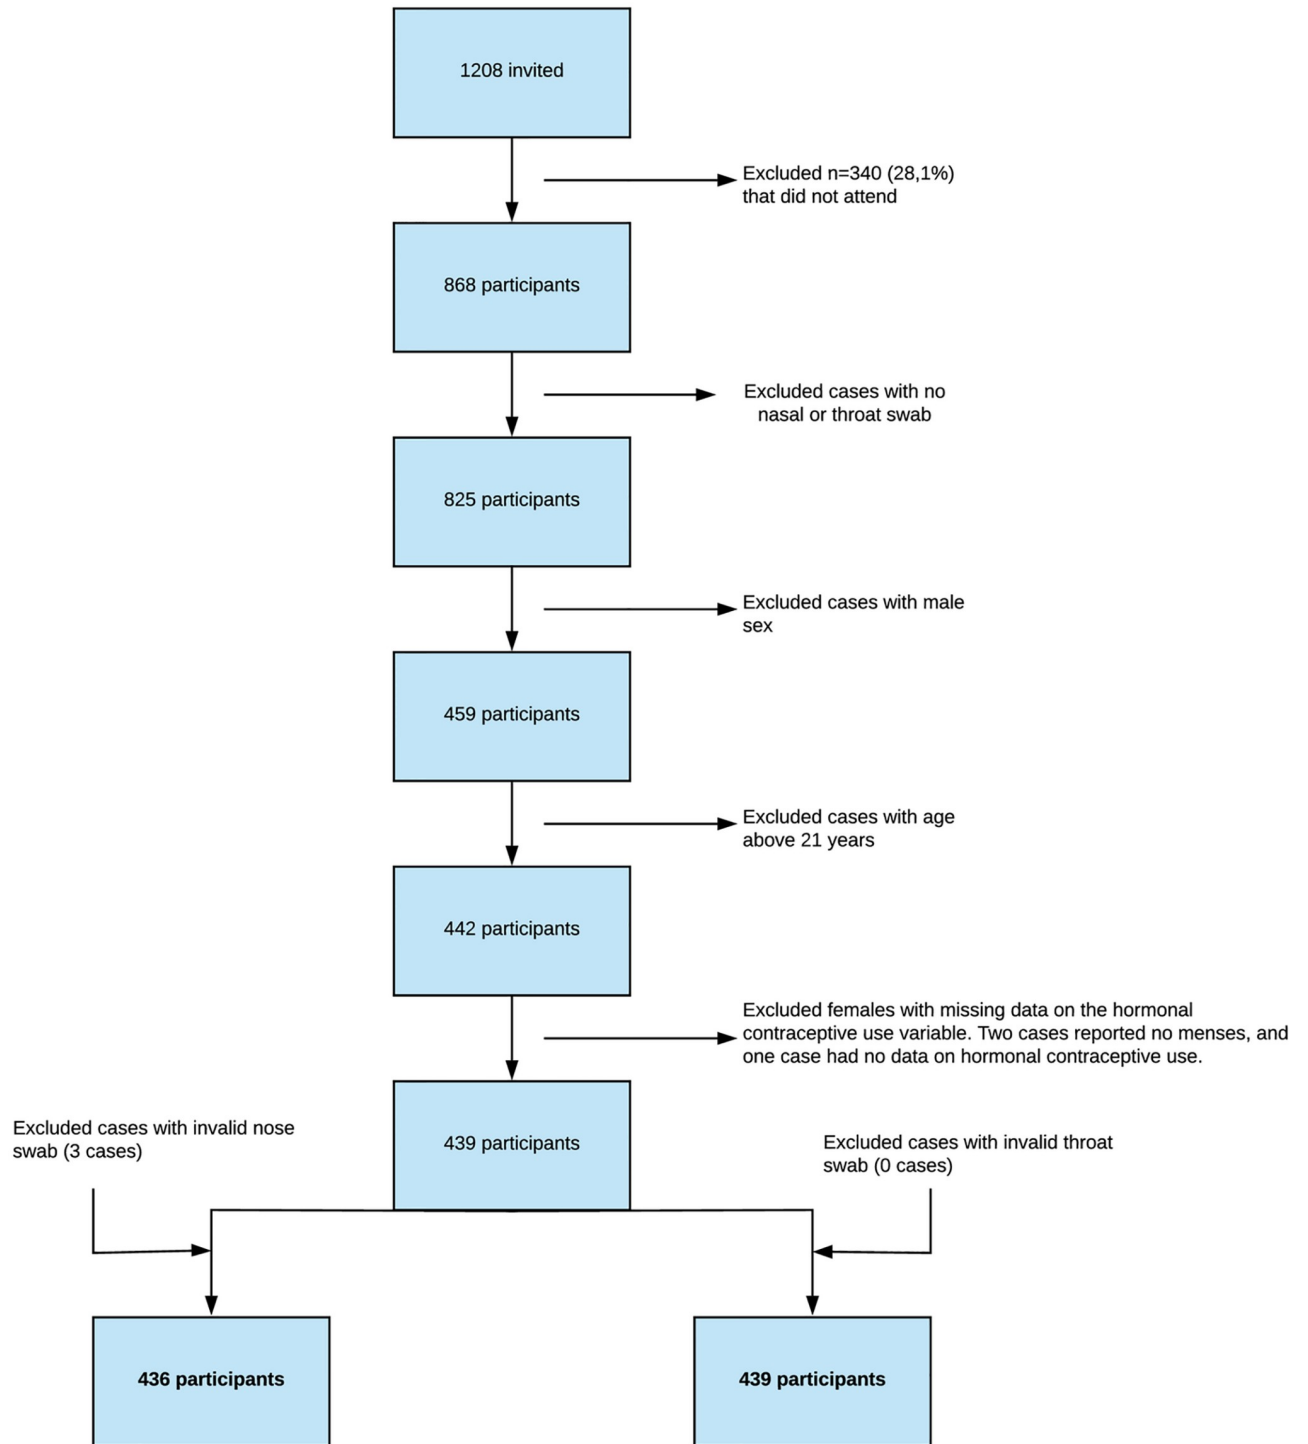 1208 invited
Excluded n=340 (28,1%)
that did not attend
868 participants
Excluded cases with no
nasal or throat swab
825 participants
Excluded cases with male
sex
459 participants
Excluded cases with age
above 21 years
442 participants
Excluded females with missing data on the hormonal
contraceptive use variable. Two cases reported no menses, and
one case had no data on hormonal contraceptive use.
439 participants
Excluded cases with invalid nose
swab (3 cases)
Excluded cases with invalid throat
swab (0 cases)
436 participants
439 participants